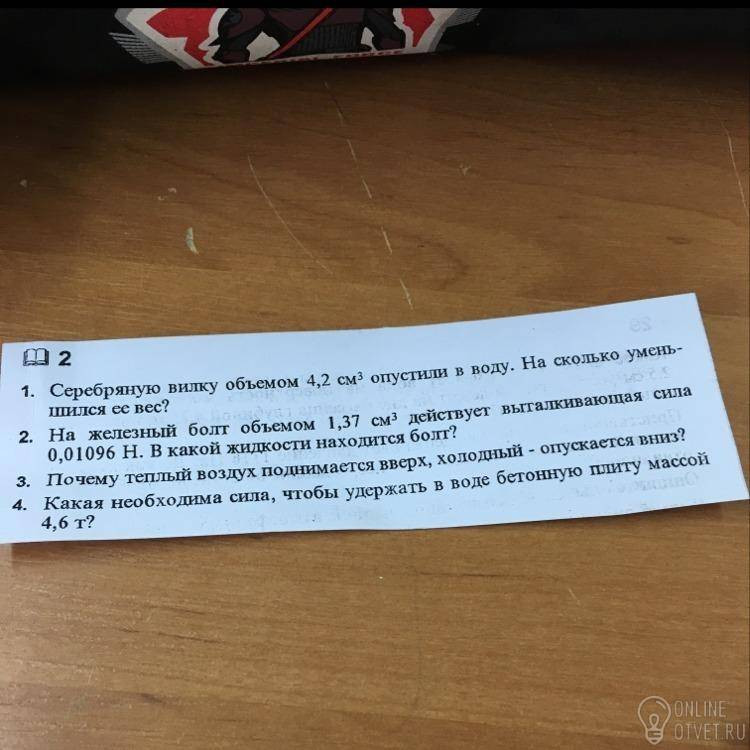 2
1. Серебряную вилку объемом 4,2 см³ опустили в воду. На сколько умень-
шился ее вес?
2. На железный болт объемом 1,37 см³ действует выталкивающая сила
0,01096 Н. В какой жидкости находится болт?
3. Почему теплый воздух поднимается вверх, холодный - опускается вниз?
4. Какая необходима сила, чтобы удержать в воде бетонную плиту массой
4,6 т?
ONLINE
OTVET.RU